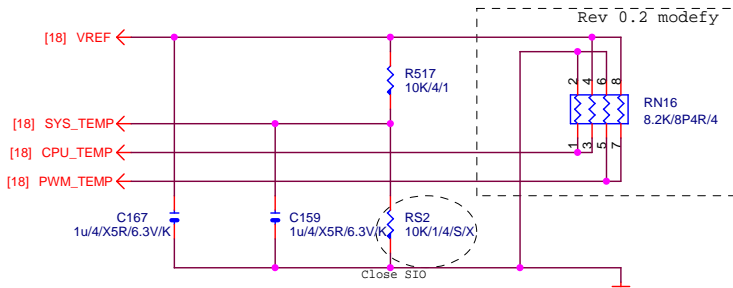 Rev 0.2 modefy
[18] VREF
R517
10K/4/1
2 4 6 8
RN16
8.2K/8P4R/4
1 3 5 7
[18] SYS_TEMP
[18] CPU_TEMP
[18] PWM_TEMP
C167
1u/4/X5R/6.3V/K
C159
1u/4/X5R/6.3V/K
RS2
10K/1/4/S/X
Close SIO